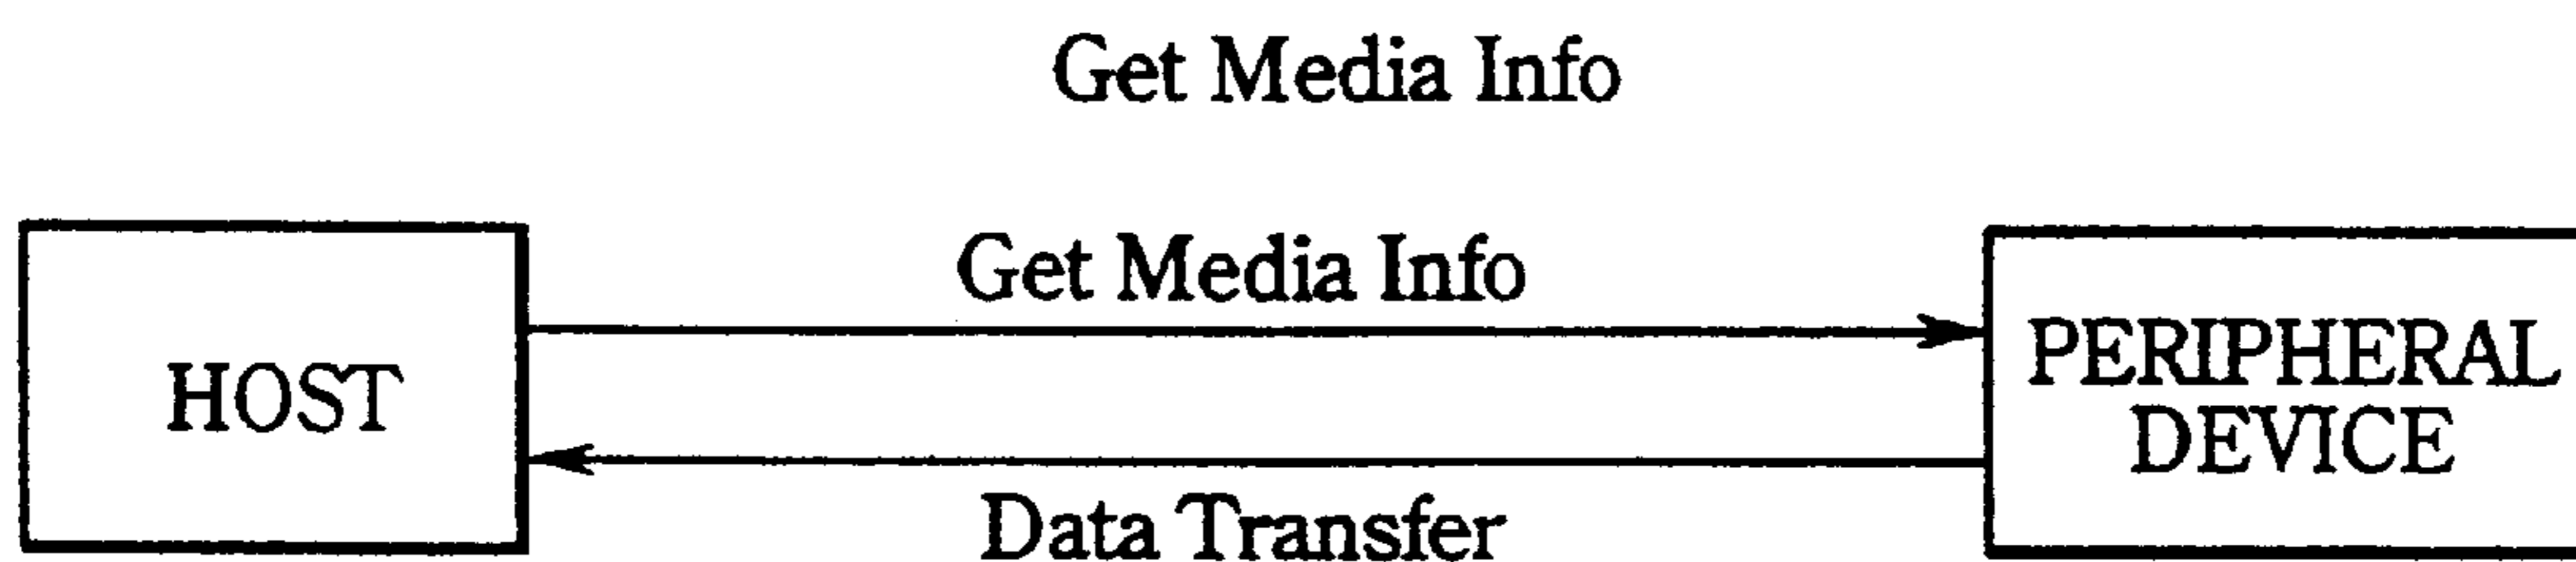 Get Media Info
Get Media Info
HOST
PERIPHERAL
DEVICE
Data Transfer